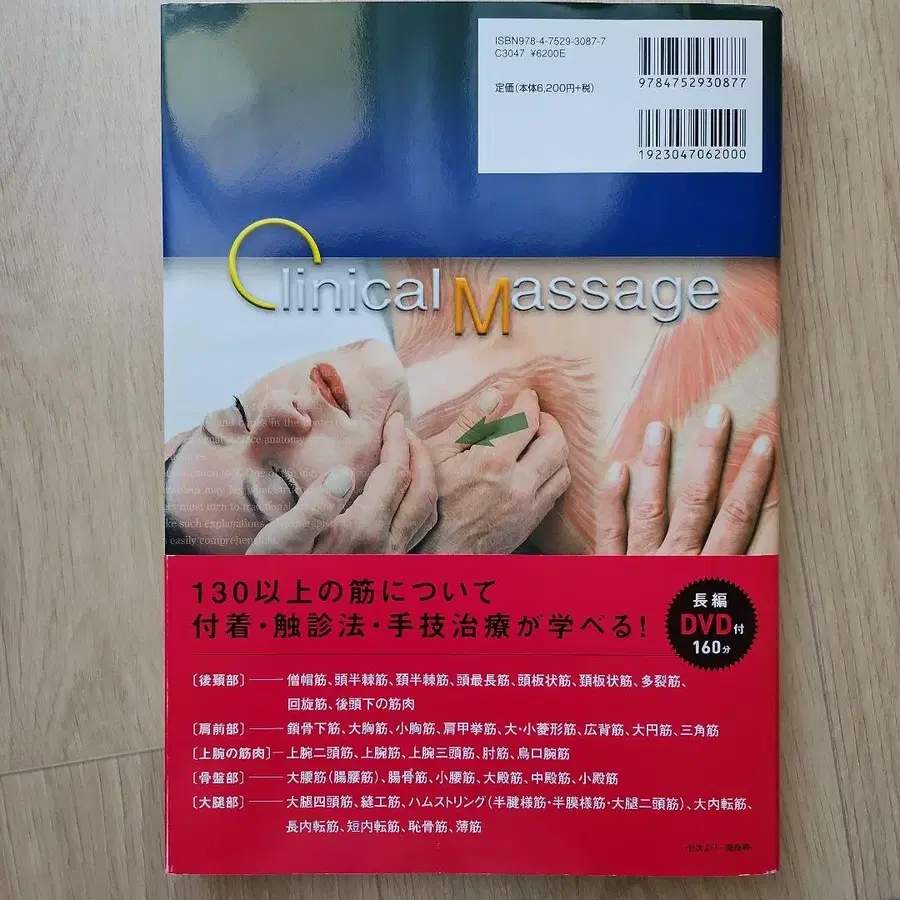 ISBN978-4-7529-3087-7
C3047 ¥6200E
定価(本体6,200円+税)
9784752930877
1923047062000
Clinical Massage
easily comprehen
130以上の筋について
付着・触診法・手技治療が学べる!
長編
DVD付
160分
〔後頚部〕── 僧帽筋、頭半棘筋、頚半棘筋、頭最長筋、頭板状筋、頚板状筋、多裂筋、
回旋筋、後頭下の筋肉
〔肩前部〕── 鎖骨下筋、大胸筋、小胸筋、肩甲挙筋、大・小菱形筋、広背筋、大円筋、三角筋
〔上腕の筋肉〕─ 上腕二頭筋、上腕筋、上腕三頭筋、肘筋、烏口腕筋
〔骨盤部〕── 大腰筋(腸腰筋)、腸骨筋、小腰筋、大殿筋、中殿筋、小殿筋
〔大腿部〕── 大腿四頭筋、縫工筋、ハムストリング(半腱様筋・半膜様筋・大腿二頭筋)、大内転筋、
長内転筋、短内転筋、恥骨筋、薄筋